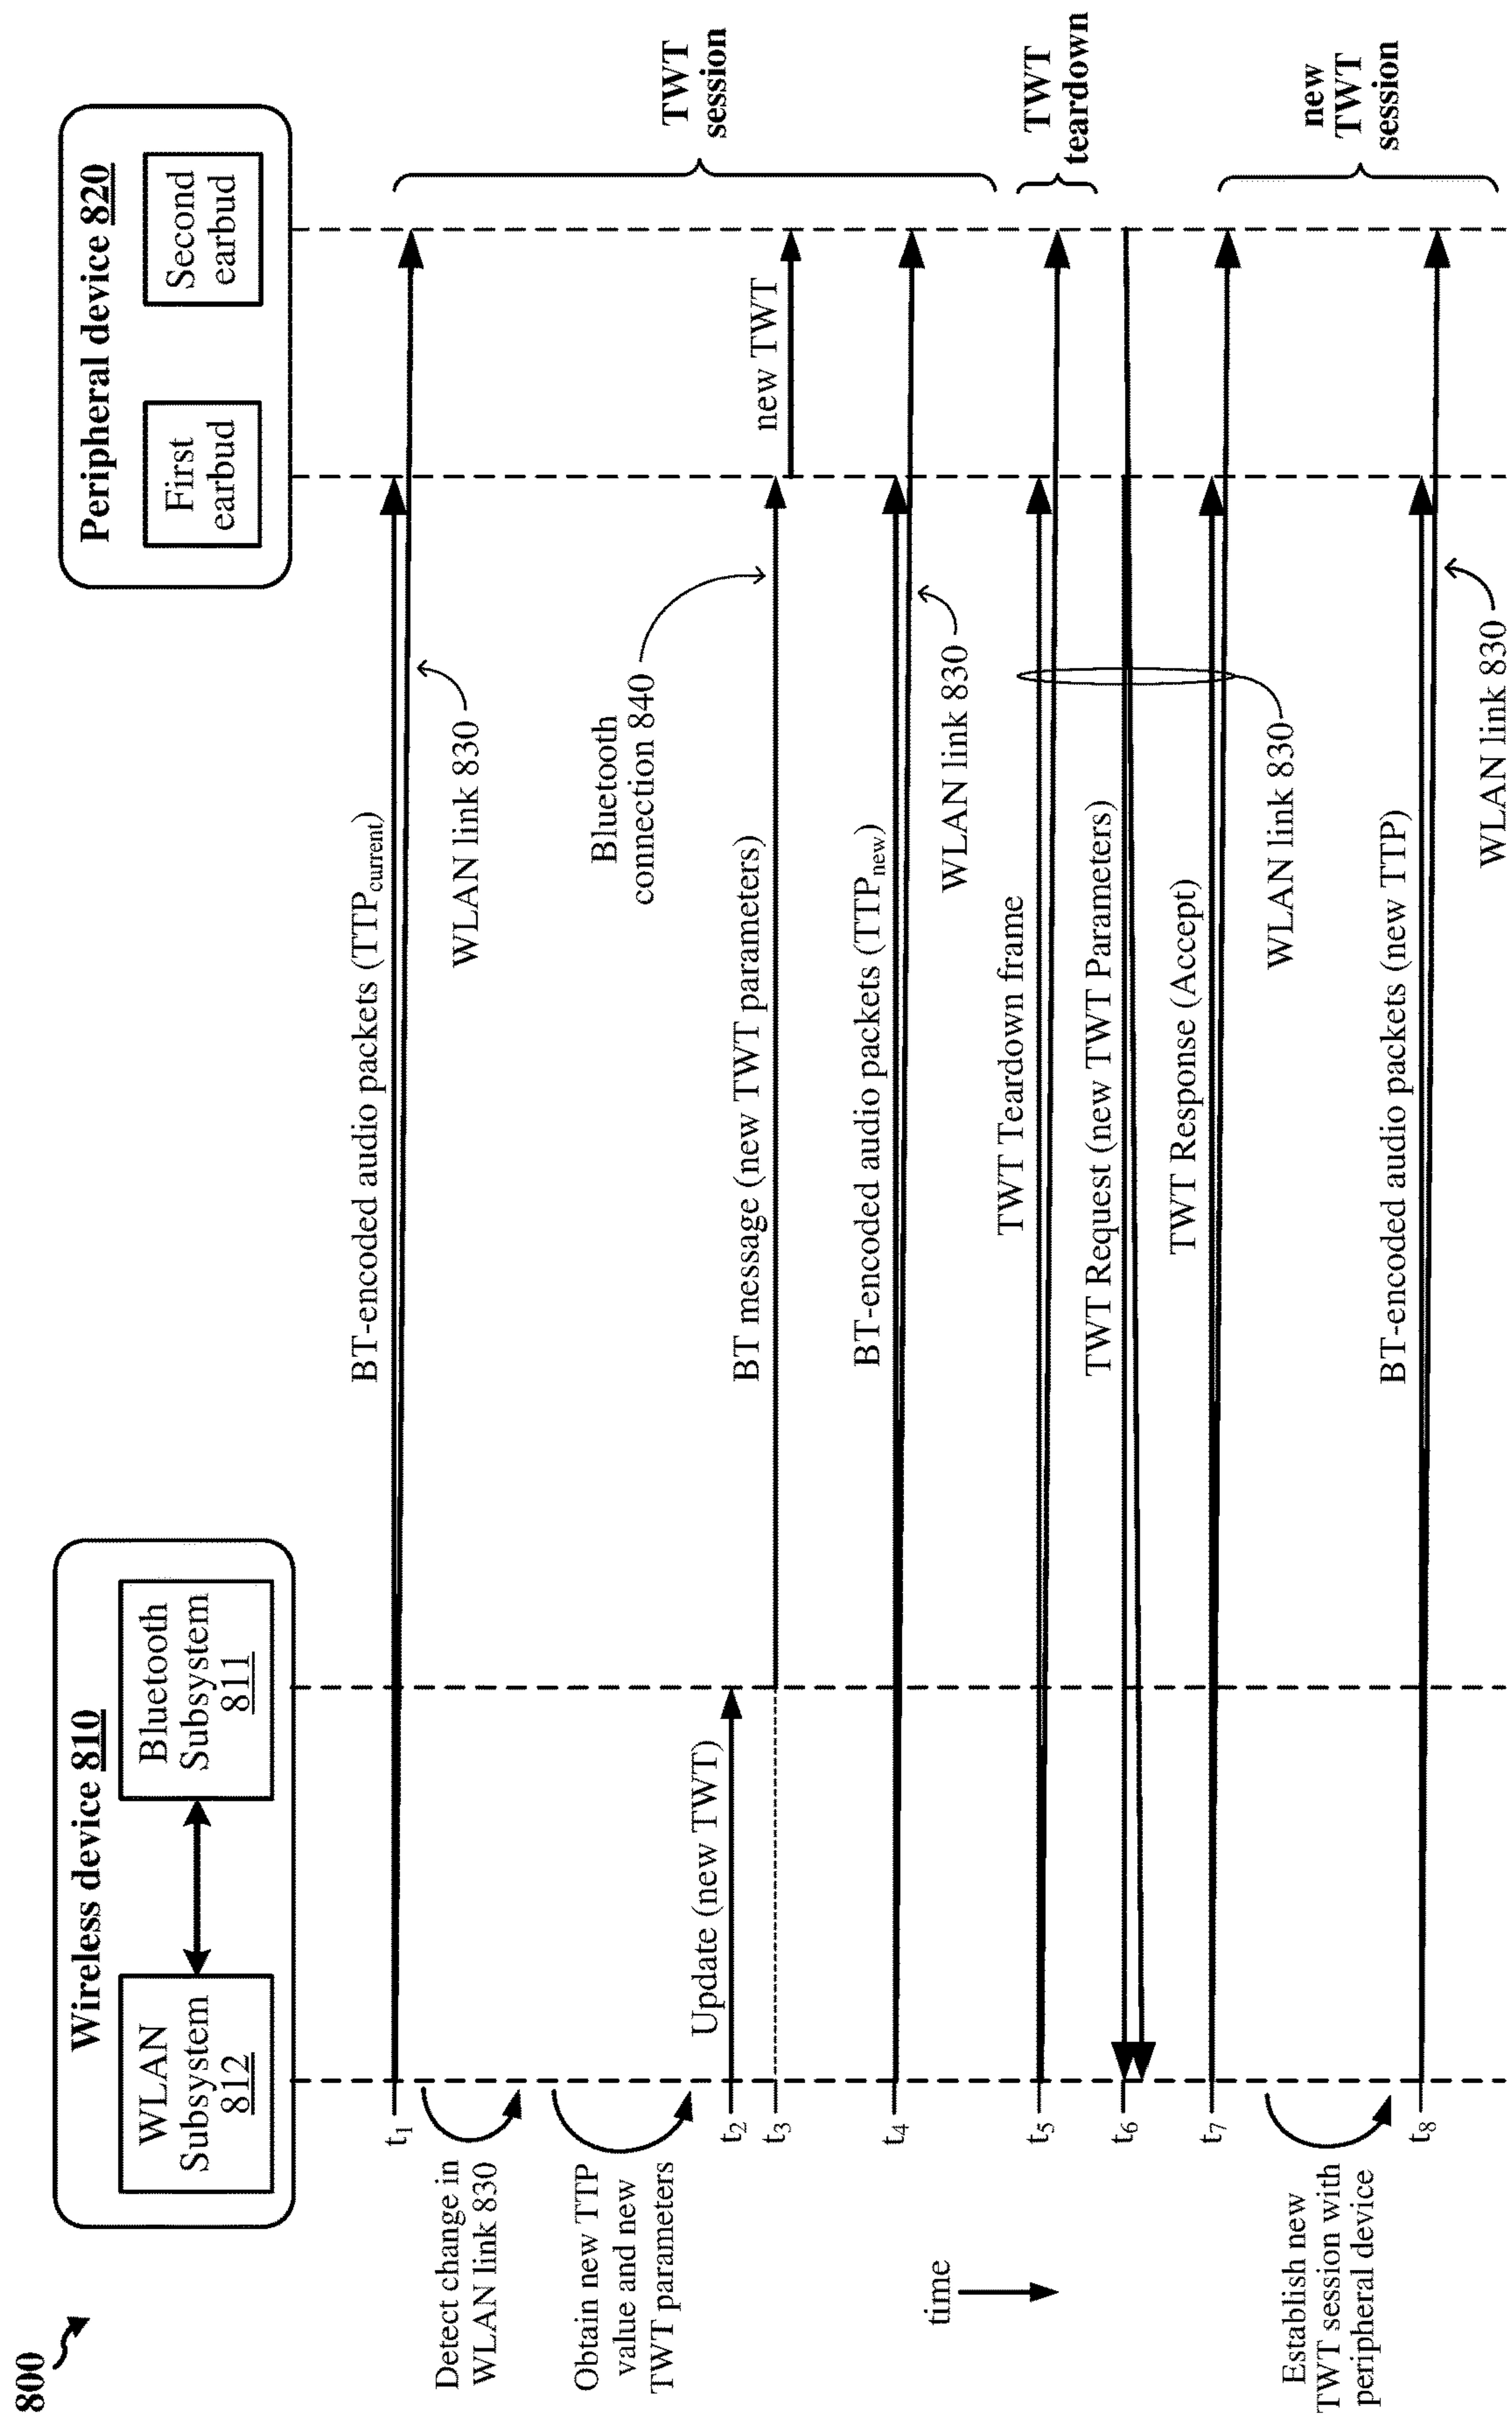 800
Wireless device 810
WLAN
Subsystem
812
Bluetooth
Subsystem
811
Peripheral device 820
First
earbud
Second
earbud
t1
BT-encoded audio packets (TTPcurrent)
WLAN link 830
Detect change in
WLAN link 830
Obtain new TTP
value and new
TWT parameters
TWT
session
t2
Update (new TWT)
t3
BT message (new TWT parameters)
Bluetooth
connection 840
new TWT
t4
BT-encoded audio packets (TTPnew)
WLAN link 830
time
t5
TWT Teardown frame
TWT
teardown
t6
TWT Request (new TWT Parameters)
t7
TWT Response (Accept)
WLAN link 830
Establish new
TWT session with
peripheral device
new
TWT
session
t8
BT-encoded audio packets (new TTP)
WLAN link 830